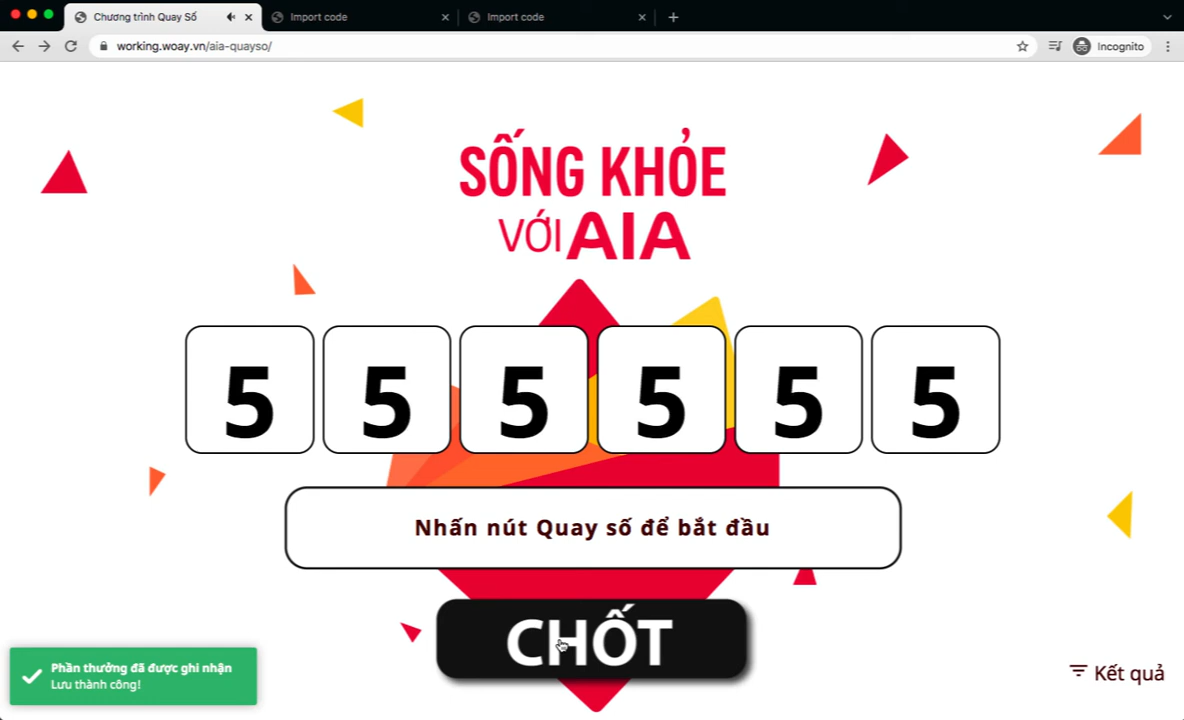 Chương trình Quay Số
Import code
Import code
working.woay.vn/aia-quayso/
Incognito
SỐNG KHỎE
VỚI AIA
5 5 5 5 5 5
Nhấn nút Quay số để bắt đầu
CHỐT
Phần thưởng đã được ghi nhận
Lưu thành công!
Kết quả